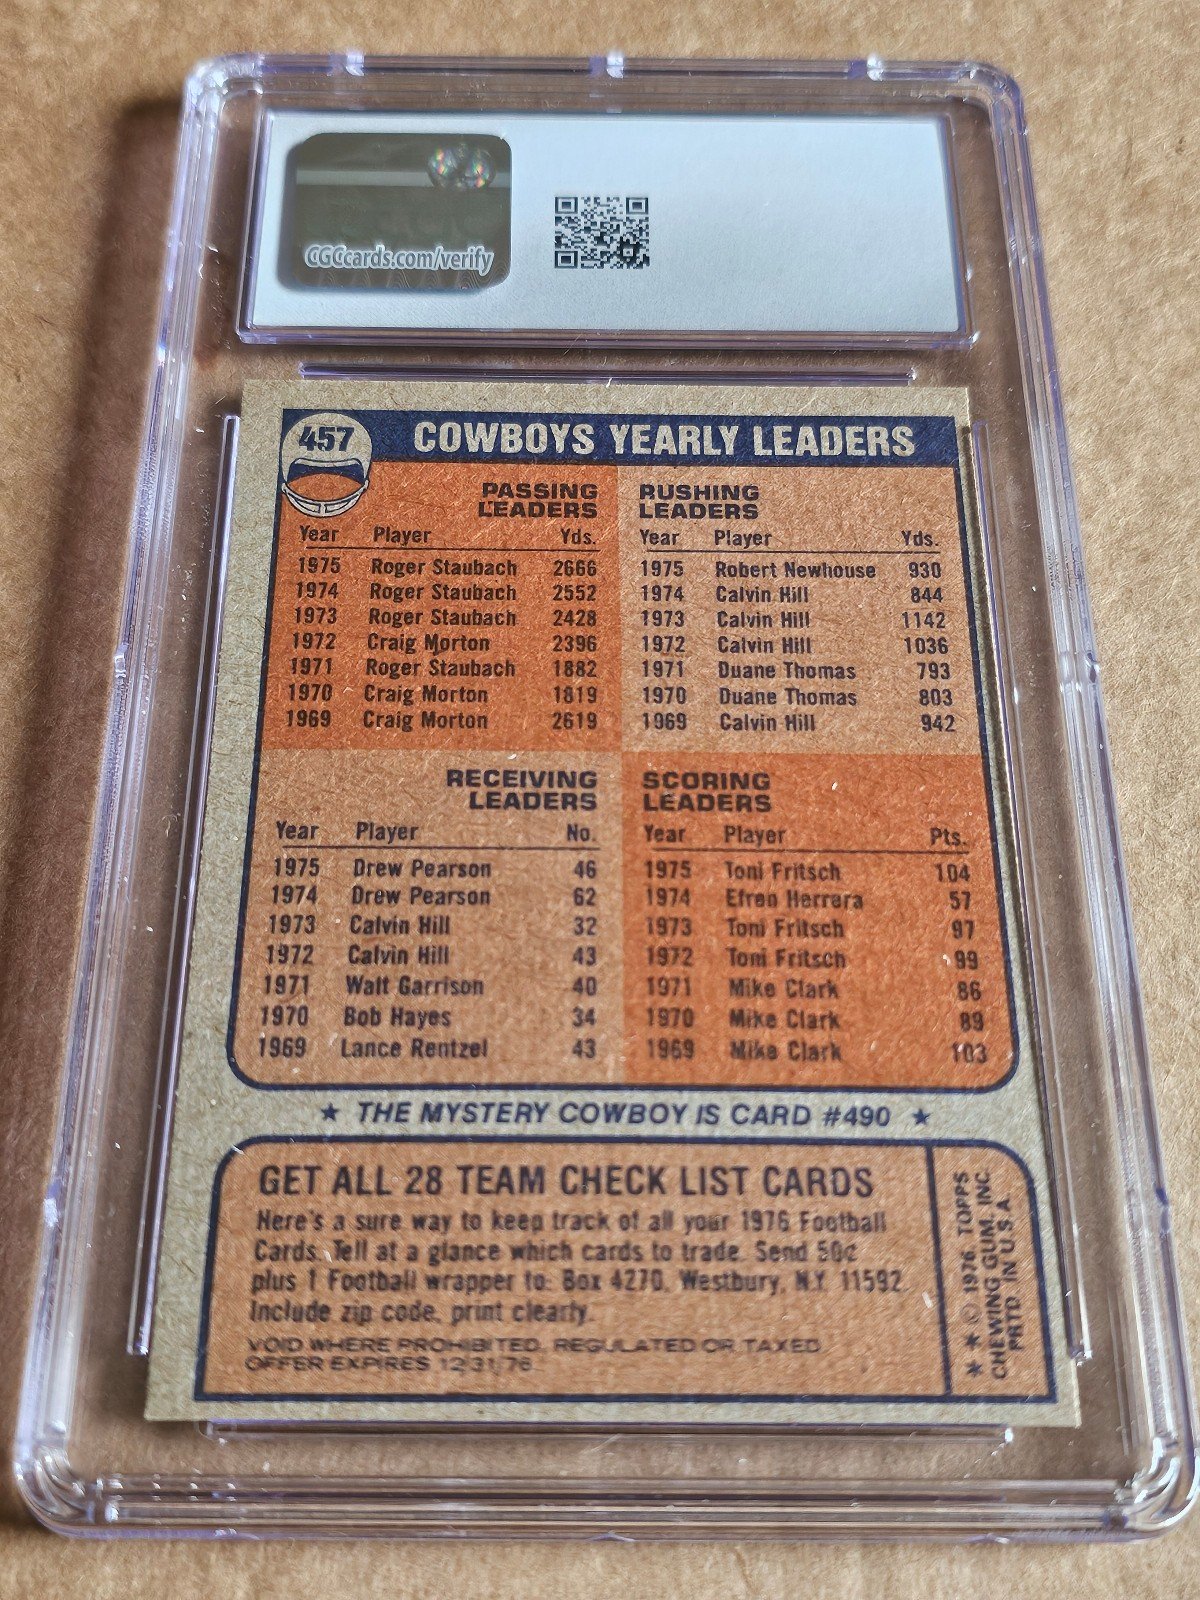 CGCcards.com/verify
457
COWBOYS YEARLY LEADERS
PASSING
LEADERS
Year Player Yds.
1975 Roger Staubach 2666
1974 Roger Staubach 2552
1973 Roger Staubach 2428
1972 Craig Morton 2396
1971 Roger Staubach 1882
1970 Craig Morton 1819
1969 Craig Morton 2619
RUSHING
LEADERS
Year Player Yds.
1975 Robert Newhouse 930
1974 Calvin Hill 844
1973 Calvin Hill 1142
1972 Calvin Hill 1036
1971 Duane Thomas 793
1970 Duane Thomas 803
1969 Calvin Hill 942
RECEIVING
LEADERS
Year Player No.
1975 Drew Pearson 46
1974 Drew Pearson 62
1973 Calvin Hill 32
1972 Calvin Hill 43
1971 Walt Garrison 40
1970 Bob Hayes 34
1969 Lance Rentzel 43
SCORING
LEADERS
Year Player Pts.
1975 Toni Fritsch 104
1974 Efren Herrera 57
1973 Toni Fritsch 97
1972 Toni Fritsch 99
1971 Mike Clark 86
1970 Mike Clark 89
1969 Mike Clark 103
★ THE MYSTERY COWBOY IS CARD #490 ★
GET ALL 28 TEAM CHECK LIST CARDS
Here's a sure way to keep track of all your 1976 Football
Cards. Tell at a glance which cards to trade. Send 50¢
plus 1 Football wrapper to: Box 4270, Westbury, N.Y. 11592
Include zip code, print clearly.
VOID WHERE PROHIBITED, REGULATED OR TAXED
OFFER EXPIRES 12/31/76
★★ © 1976 TOPPS
CHEWING GUM, INC.
PRTD IN U.S.A.